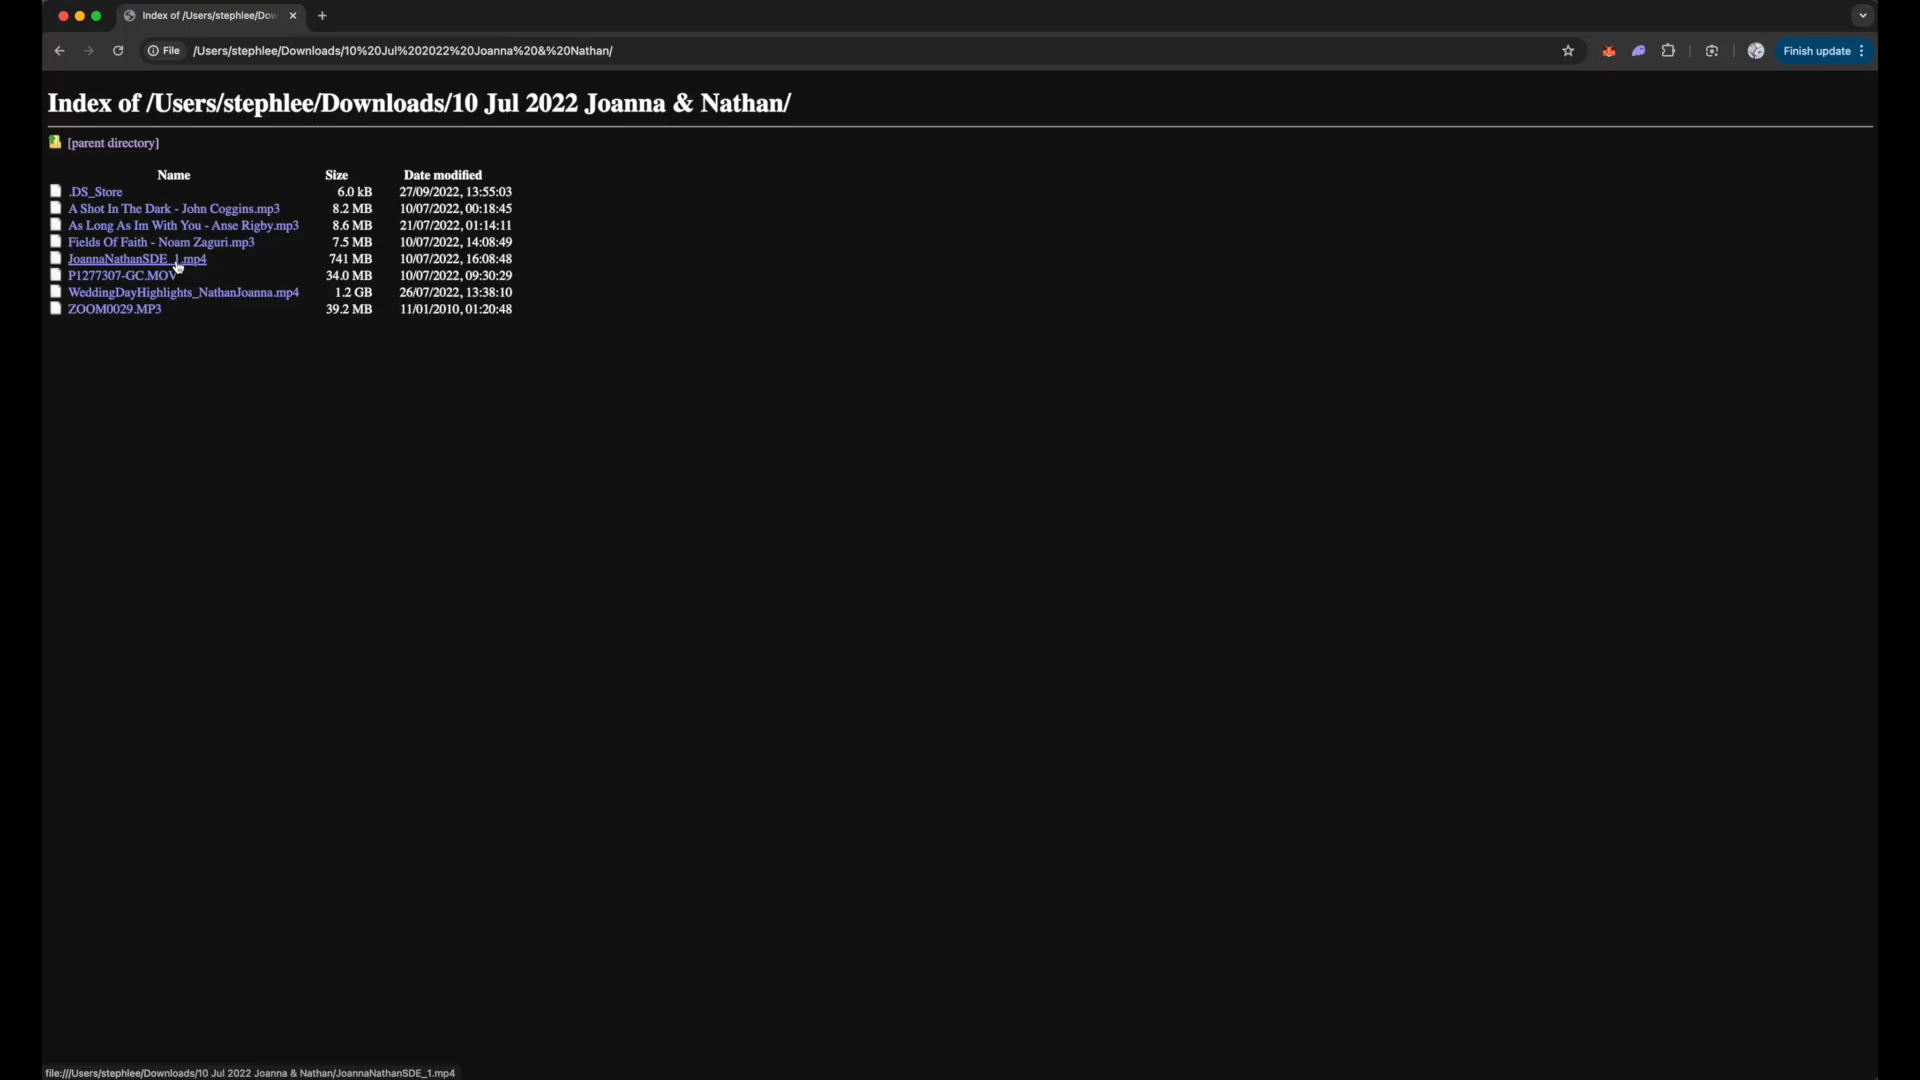 Index of /Users/stephlee/Dow
File /Users/stephlee/Downloads/10%20Jul%202022%20Joanna%20&%20Nathan/
Finish update
Index of /Users/stephlee/Downloads/10 Jul 2022 Joanna & Nathan/
[parent directory]
Name Size Date modified
.DS_Store 6.0 kB 27/09/2022, 13:55:03
A Shot In The Dark - John Coggins.mp3 8.2 MB 10/07/2022, 00:18:45
As Long As Im With You - Anse Rigby.mp3 8.6 MB 21/07/2022, 01:14:11
Fields Of Faith - Noam Zaguri.mp3 7.5 MB 10/07/2022, 14:08:49
JoannaNathanSDE_1.mp4 741 MB 10/07/2022, 16:08:48
P1277307-GC.MOV 34.0 MB 10/07/2022, 09:30:29
WeddingDayHighlights_NathanJoanna.mp4 1.2 GB 26/07/2022, 13:38:10
ZOOM0029.MP3 39.2 MB 11/01/2010, 01:20:48
file:///Users/stephlee/Downloads/10 Jul 2022 Joanna & Nathan/JoannaNathanSDE_1.mp4